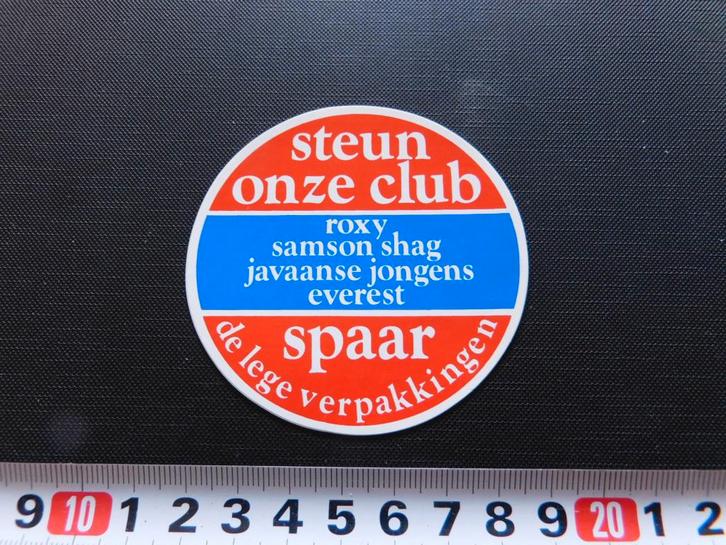 steun
onze club
roxy
samson shag
javaanse jongens
everest
spaar
de lege verpakkingen
9 10 1 2 3 4 5 6 7 8 9 20 1 2